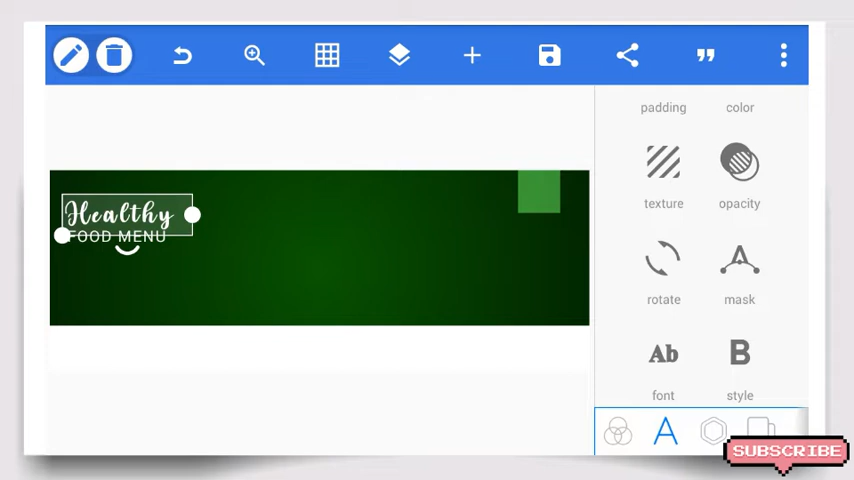 padding color
texture opacity
Healthy
FOOD MENU
rotate mask
Ab B
font style
A
SUBSCRIBE